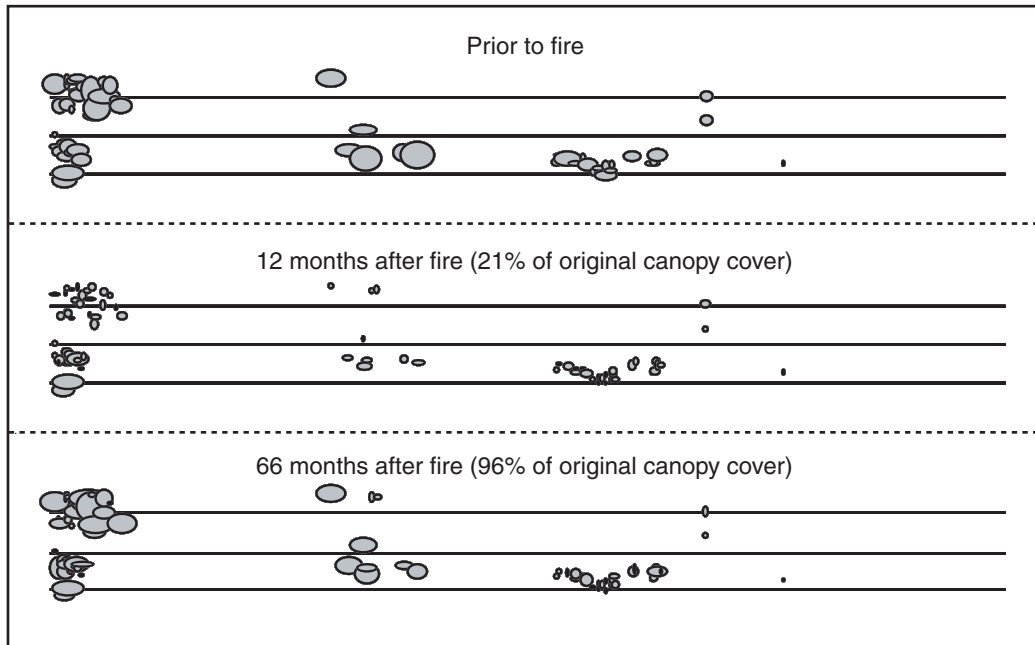 Prior to fire
12 months after fire (21% of original canopy cover)
66 months after fire (96% of original canopy cover)